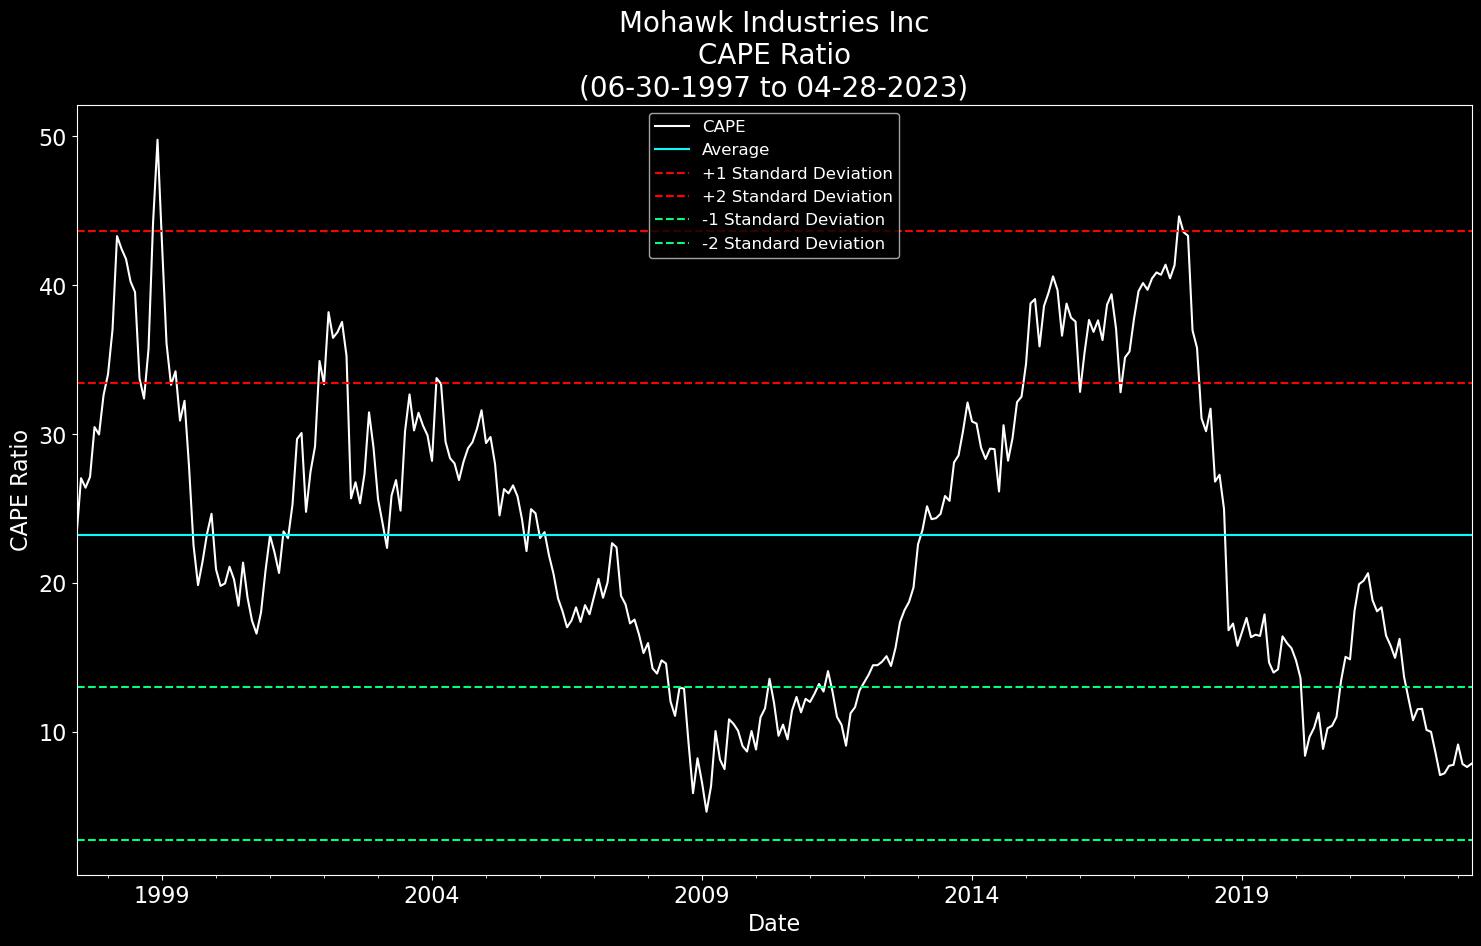 Mohawk Industries Inc
CAPE Ratio
(06-30-1997 to 04-28-2023)
CAPE
Average
+1 Standard Deviation
+2 Standard Deviation
-1 Standard Deviation
-2 Standard Deviation
50
40
30
20
10
CAPE Ratio
1999
2004
2009
2014
2019
Date